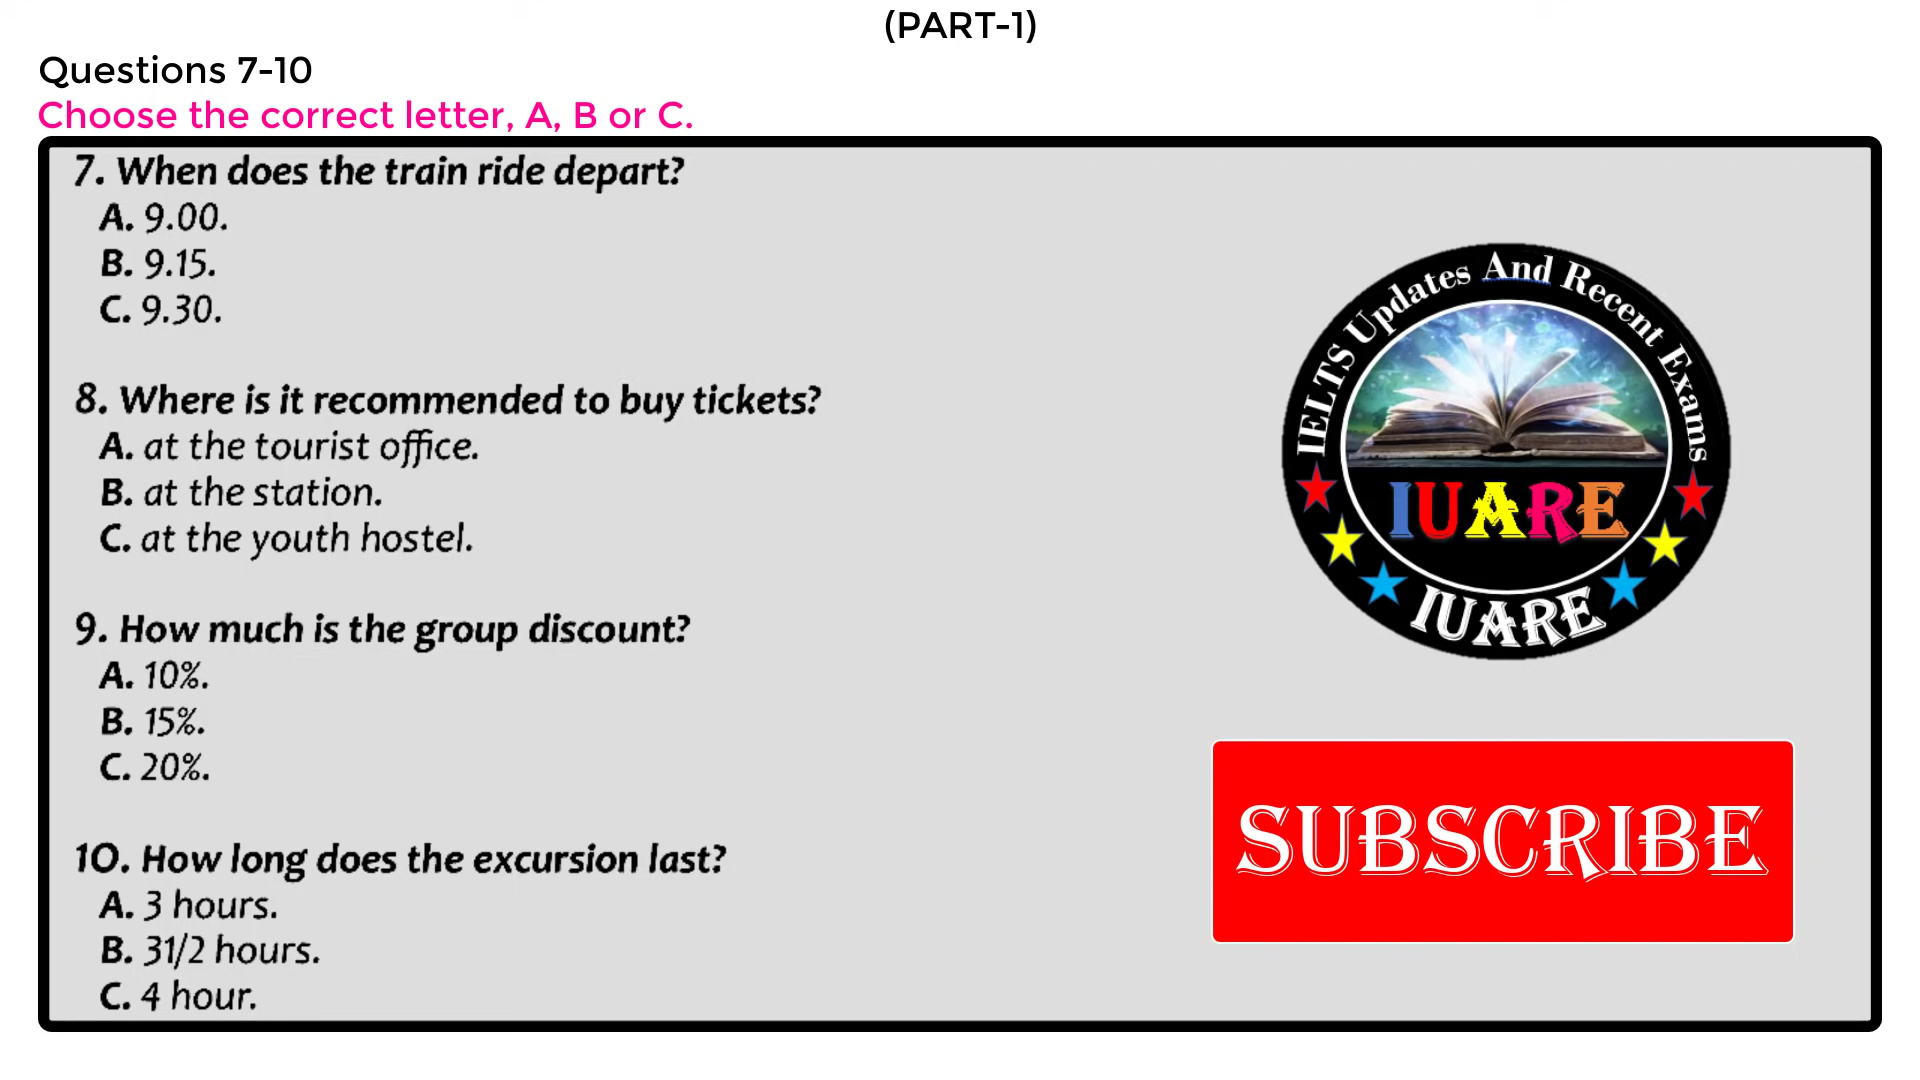 (PART-1)
Questions 7-10
Choose the correct letter, A, B or C.
7. When does the train ride depart?
A. 9.00.
B. 9.15.
C. 9.30.
8. Where is it recommended to buy tickets?
A. at the tourist office.
B. at the station.
C. at the youth hostel.
9. How much is the group discount?
A. 10%.
B. 15%.
C. 20%.
10. How long does the excursion last?
A. 3 hours.
B. 31/2 hours.
C. 4 hour.
IELTS Updates And Recent Exams
IUARE
IUARE
SUBSCRIBE